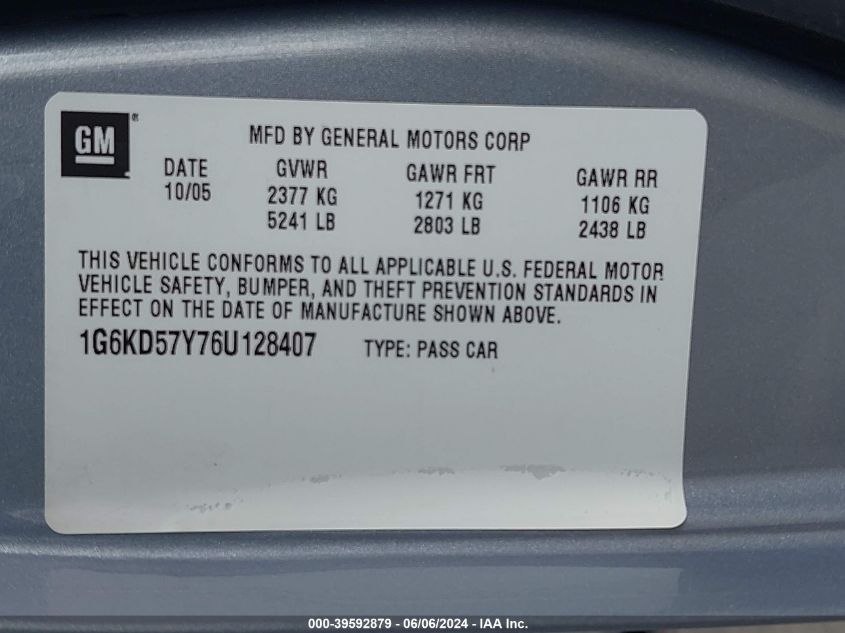 GM ®
MFD BY GENERAL MOTORS CORP
DATE GVWR GAWR FRT GAWR RR
10/05 2377 KG 1271 KG 1106 KG
5241 LB 2803 LB 2438 LB
THIS VEHICLE CONFORMS TO ALL APPLICABLE U.S. FEDERAL MOTOR
VEHICLE SAFETY, BUMPER, AND THEFT PREVENTION STANDARDS IN
EFFECT ON THE DATE OF MANUFACTURE SHOWN ABOVE.
1G6KD57Y76U128407 TYPE: PASS CAR
000-39592879 - 06/06/2024 - IAA Inc.